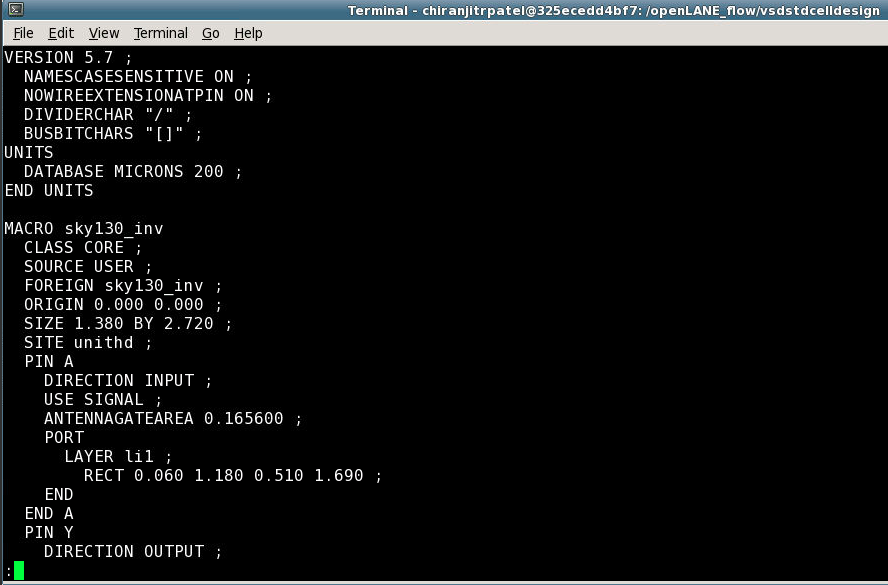 Terminal - chiranjitrpatel@325ecedd4bf7: /openLANE_flow/vsdstdcelldesign
File Edit View Terminal Go Help
VERSION 5.7 ;
  NAMESCASESENSITIVE ON ;
  NOWIREEXTENSIONATPIN ON ;
  DIVIDERCHAR "/" ;
  BUSBITCHARS "[]" ;
UNITS
  DATABASE MICRONS 200 ;
END UNITS

MACRO sky130_inv
  CLASS CORE ;
  SOURCE USER ;
  FOREIGN sky130_inv ;
  ORIGIN 0.000 0.000 ;
  SIZE 1.380 BY 2.720 ;
  SITE unithd ;
  PIN A
    DIRECTION INPUT ;
    USE SIGNAL ;
    ANTENNAGATEAREA 0.165600 ;
    PORT
      LAYER li1 ;
        RECT 0.060 1.180 0.510 1.690 ;
    END
  END A
  PIN Y
    DIRECTION OUTPUT ;
: